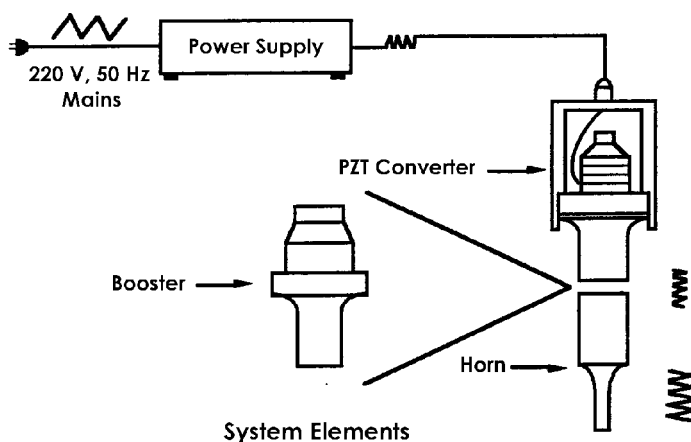 Power Supply
220 V, 50 Hz
Mains
PZT Converter
Booster
Horn
System Elements